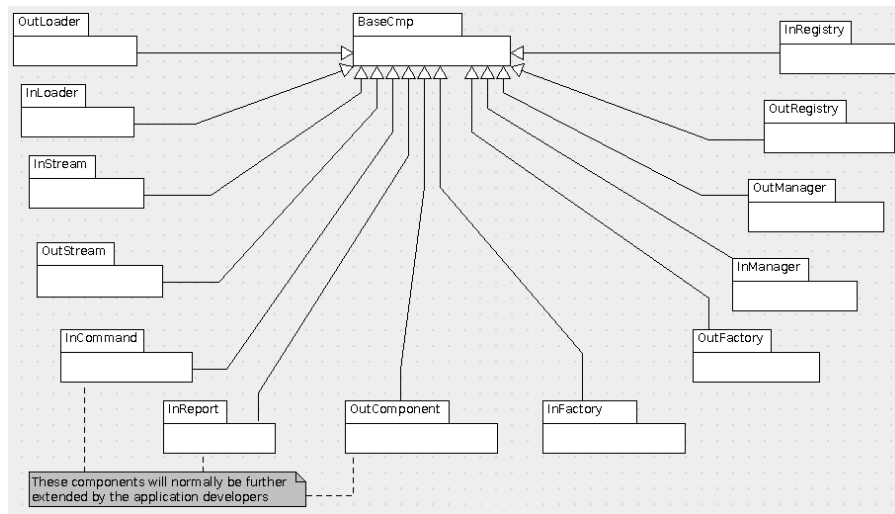 OutLoader
BaseCmp
InRegistry
InLoader
OutRegistry
InStream
OutManager
OutStream
InManager
InCommand
OutFactory
InReport
OutComponent
InFactory
These components will normally be further
extended by the application developers